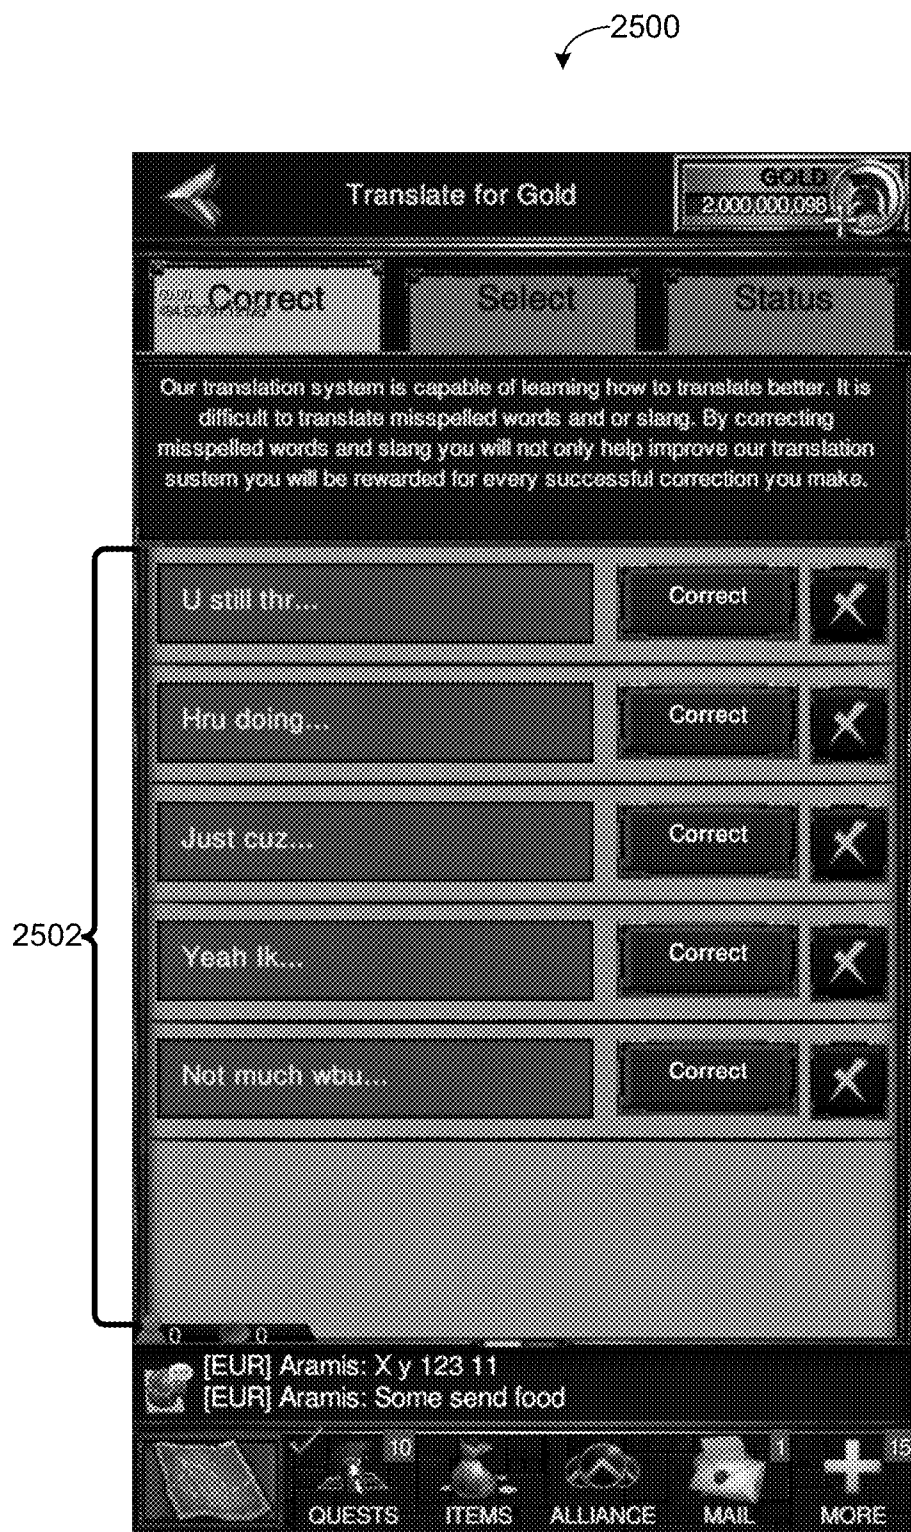 2500
Translate for Gold
GOLD
2,000,000,098
Correct
Select
Status
Our translation system is capable of learning how to translate better. It is
difficult to translate misspelled words and or slang. By correcting
misspelled words and slang you will not only help improve our translation
sustem you will be rewarded for every successful correction you make.
U still thr...
Correct
Hru doing...
Correct
Just cuz...
Correct
2502
Yeah Ik...
Correct
Not much wbu...
Correct
0 0
[EUR] Aramis: X y 123 11
[EUR] Aramis: Some send food
10
1
15
QUESTS
ITEMS
ALLIANCE
MAIL
MORE